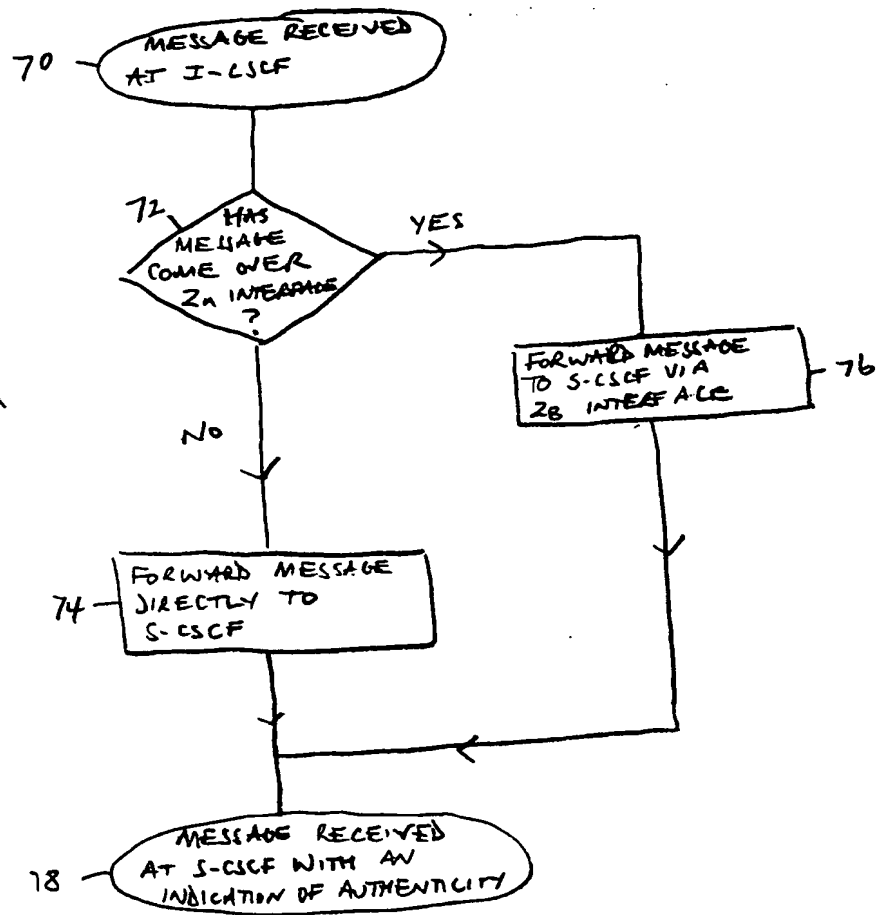 70
MESSAGE RECEIVED
AT I-CSCF
72
HAS
MESSAGE
COME OVER
Za INTERFACE
?
YES
FORWARD MESSAGE
TO S-CSCF VIA
ZB INTERFACE
76
NO
FORWARD MESSAGE
DIRECTLY TO
S-CSCF
74
MESSAGE RECEIVED
AT S-CSCF WITH AN
INDICATION OF AUTHENTICITY
78